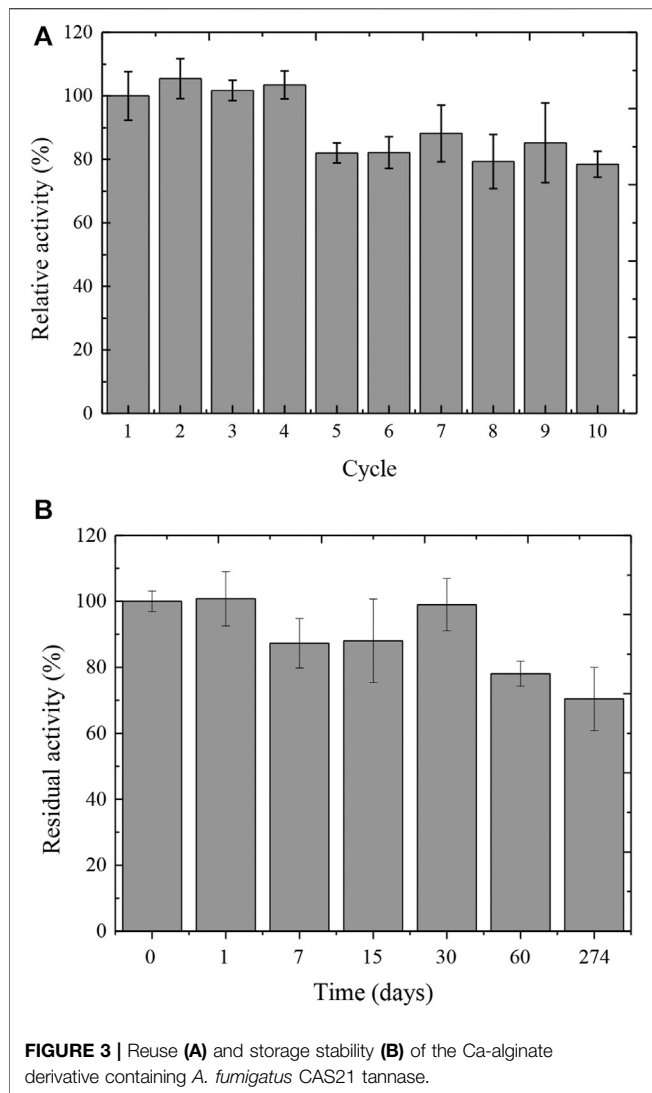 A
120
100
80
60
40
20
0
Relative activity (%)
1 2 3 4 5 6 7 8 9 10
Cycle
B
120
100
80
60
40
20
0
Residual activity (%)
0 1 7 15 30 60 274
Time (days)
FIGURE 3 | Reuse (A) and storage stability (B) of the Ca-alginate
derivative containing A. fumigatus CAS21 tannase.